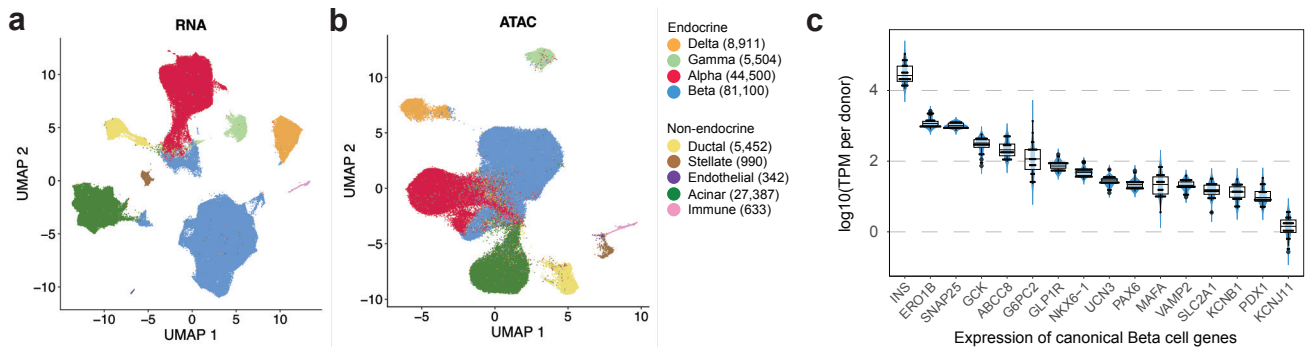 a
RNA
UMAP 2
10
5
0
−5
−10
−10
−5
0
5
10
UMAP 1
b
ATAC
UMAP 2
10
5
0
−5
−10
−5
0
5
10
UMAP 1
Endocrine
Delta (8,911)
Gamma (5,504)
Alpha (44,500)
Beta (81,100)
Non-endocrine
Ductal (5,452)
Stellate (990)
Endothelial (342)
Acinar (27,387)
Immune (633)
c
log10(TPM per donor)
4
2
0
INS
ERO1B
SNAP25
GCK
ABCC8
G6PC2
GLP1R
NKX6−1
UCN3
PAX6
MAFA
VAMP2
SLC2A1
KCNB1
PDX1
KCNJ11
Expression of canonical Beta cell genes